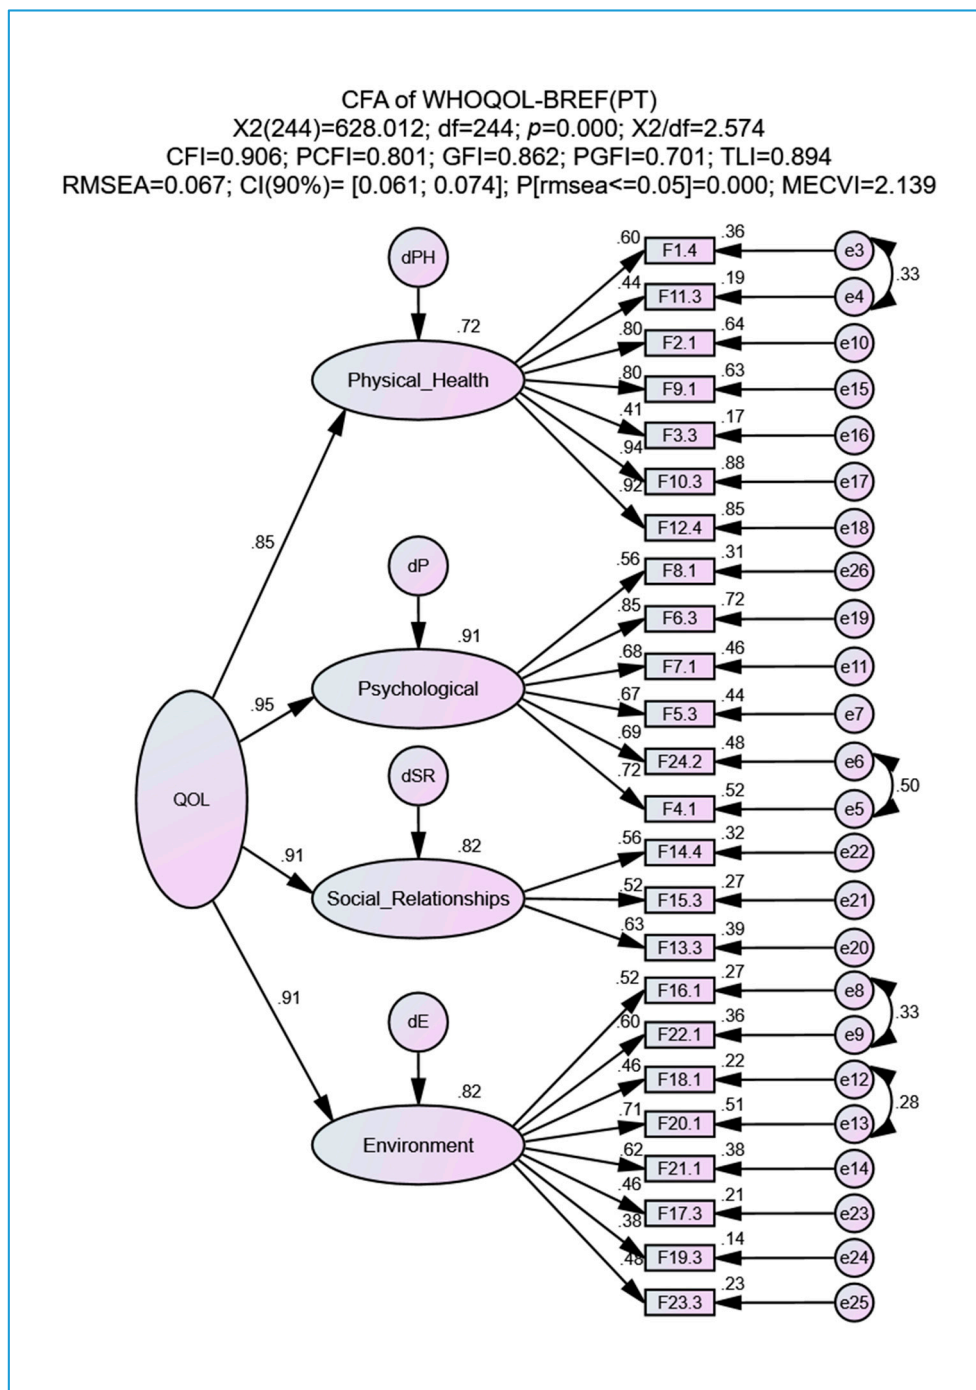 CFA of WHOQOL-BREF(PT)
X2(244)=628.012; df=244; p=0.000; X2/df=2.574
CFI=0.906; PCFI=0.801; GFI=0.862; PGFI=0.701; TLI=0.894
RMSEA=0.067; CI(90%)= [0.061; 0.074]; P[rmsea<=0.05]=0.000; MECVI=2.139
dPH
.72
Physical_Health
.60 F1.4 .36 e3
.33
.44 F11.3 .19 e4
.80 F2.1 .64 e10
.80 F9.1 .63 e15
.41 F3.3 .17 e16
.94 F10.3 .88 e17
.92 F12.4 .85 e18
.85
dP
.91
Psychological
.56 F8.1 .31 e26
.85 F6.3 .72 e19
.68 F7.1 .46 e11
.67 F5.3 .44 e7
.69 F24.2 .48 e6
.50
.72 F4.1 .52 e5
.95
QOL
dSR
.82
Social_Relationships
.56 F14.4 .32 e22
.52 F15.3 .27 e21
.63 F13.3 .39 e20
.91
.91
dE
.82
Environment
.52 F16.1 .27 e8
.33
.60 F22.1 .36 e9
.46 F18.1 .22 e12
.28
.71 F20.1 .51 e13
.62 F21.1 .38 e14
.46 F17.3 .21 e23
.38 F19.3 .14 e24
.48 F23.3 .23 e25